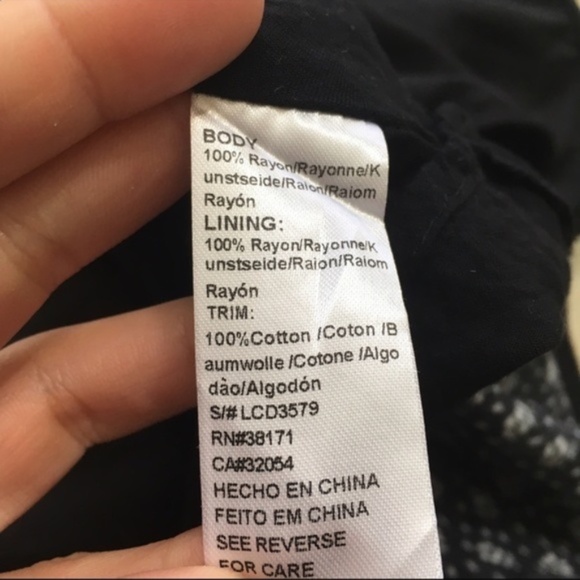 BODY
100% Rayon/Rayonne/K
unstseide/Raion/Raiom
Rayón
LINING:
100% Rayon/Rayonne/K
unstseide/Raion/Raiom
Rayón
TRIM:
100%Cotton /Coton /B
aumwolle /Cotone /Algo
dào/Algodón
S/# LCD3579
RN#38171
CA#32054
HECHO EN CHINA
FEITO EM CHINA
SEE REVERSE
FOR CARE